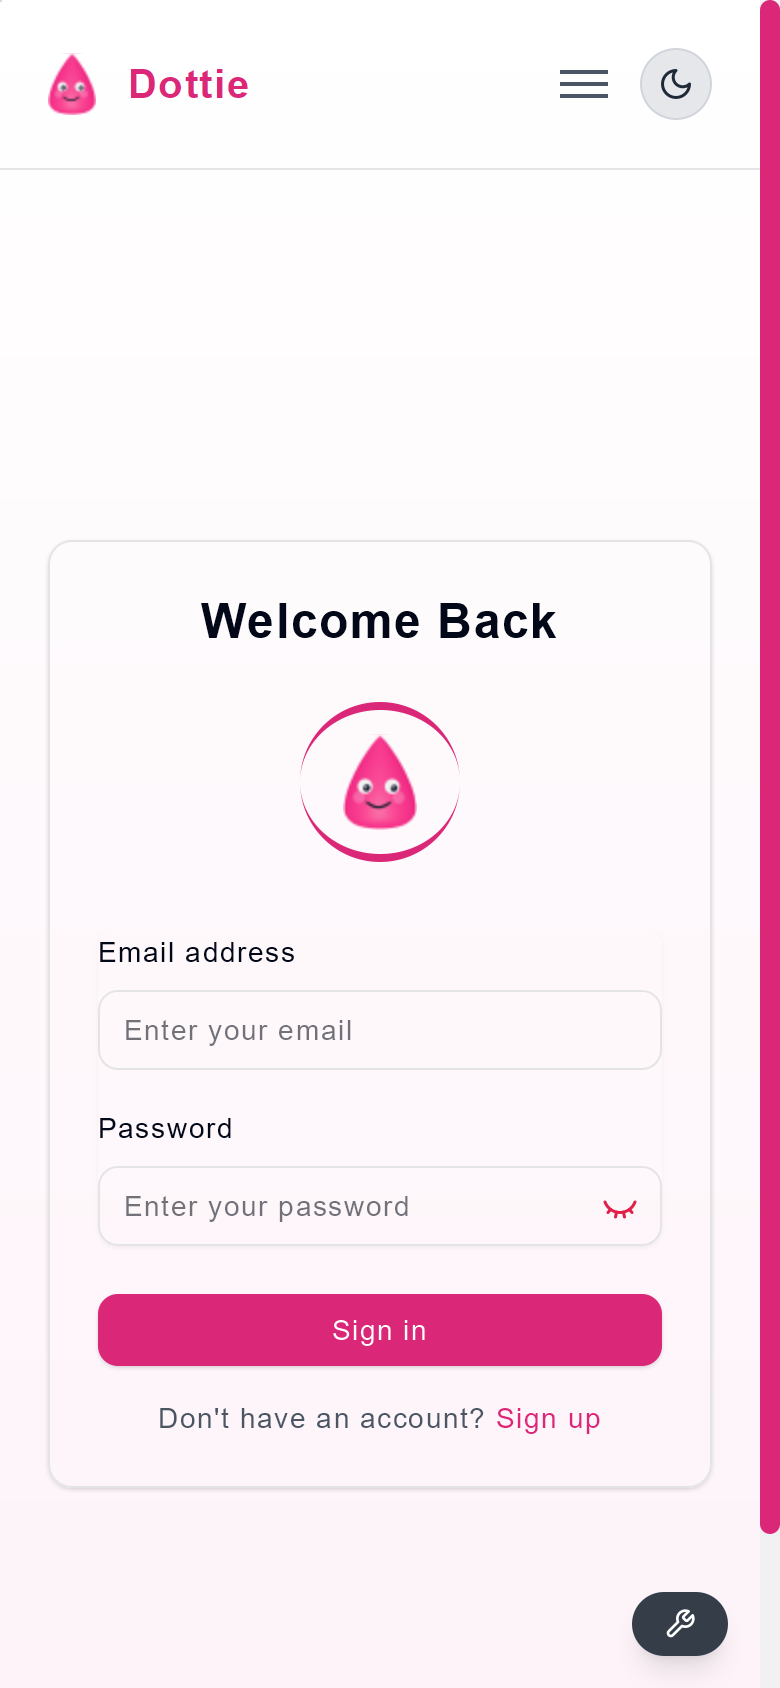 Dottie
Welcome Back
Email address
Enter your email
Password
Enter your password
Sign in
Don't have an account? Sign up